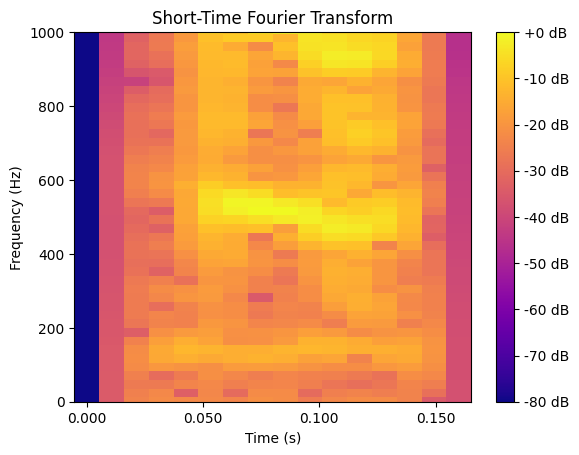 Short-Time Fourier Transform
1000
800
600
400
200
0
Frequency (Hz)
0.000
0.050
0.100
0.150
Time (s)
+0 dB
-10 dB
-20 dB
-30 dB
-40 dB
-50 dB
-60 dB
-70 dB
-80 dB